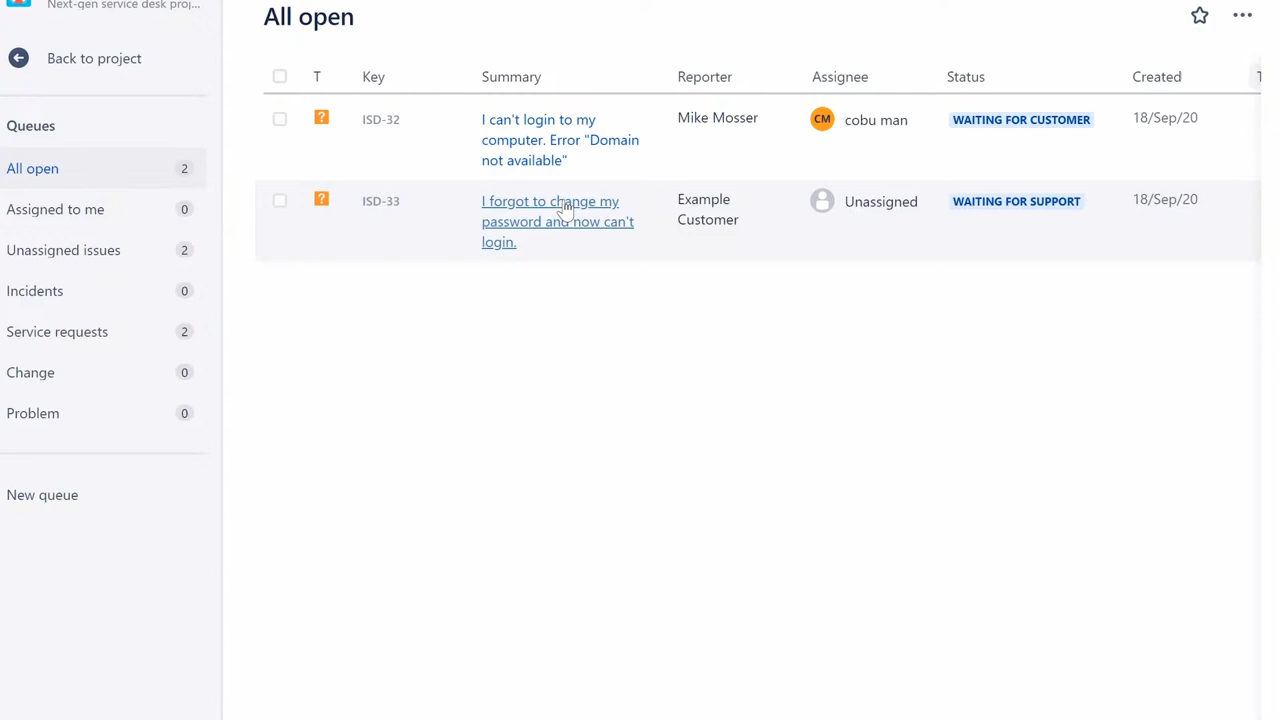 Next-gen service desk proj...
Back to project
Queues
All open 2
Assigned to me 0
Unassigned issues 2
Incidents 0
Service requests 2
Change 0
Problem 0
New queue
All open
T Key Summary Reporter Assignee Status Created
ISD-32 I can't login to my computer. Error "Domain not available" Mike Mosser CM cobu man WAITING FOR CUSTOMER 18/Sep/20
ISD-33 I forgot to change my password and now can't login. Example Customer Unassigned WAITING FOR SUPPORT 18/Sep/20